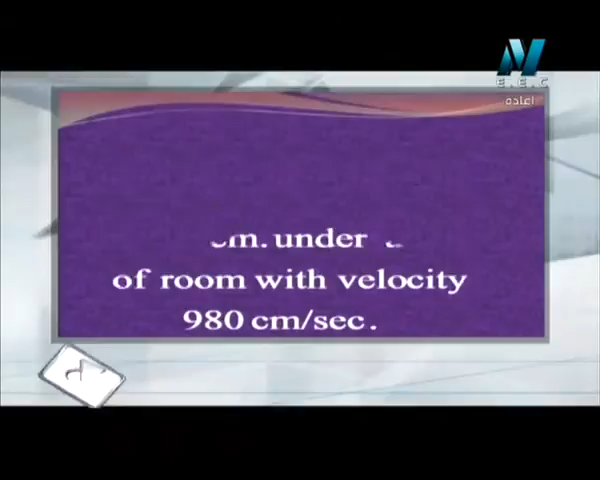 E.E.C
اعادة
under
of room with velocity
980 cm/sec.